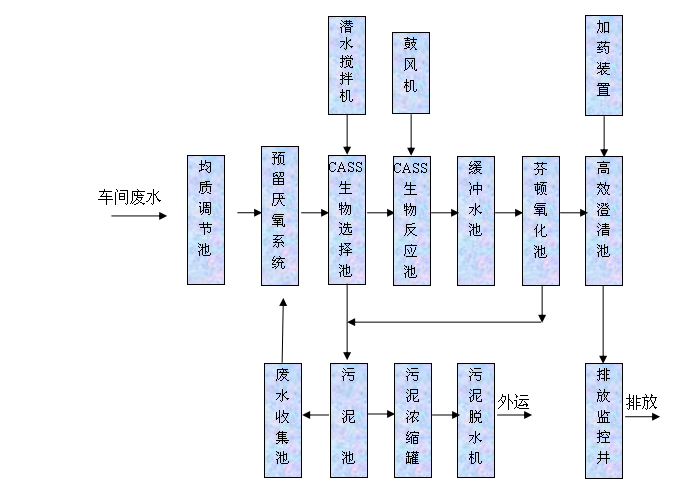 潜水搅拌机
鼓风机
加药装置
车间废水
均质调节池
预留厌氧系统
CASS生物选择池
CASS生物反应池
缓冲水池
芬顿氧化池
高效澄清池
废水收集池
污泥池
污泥浓缩罐
污泥脱水机
外运
排放监控井
排放